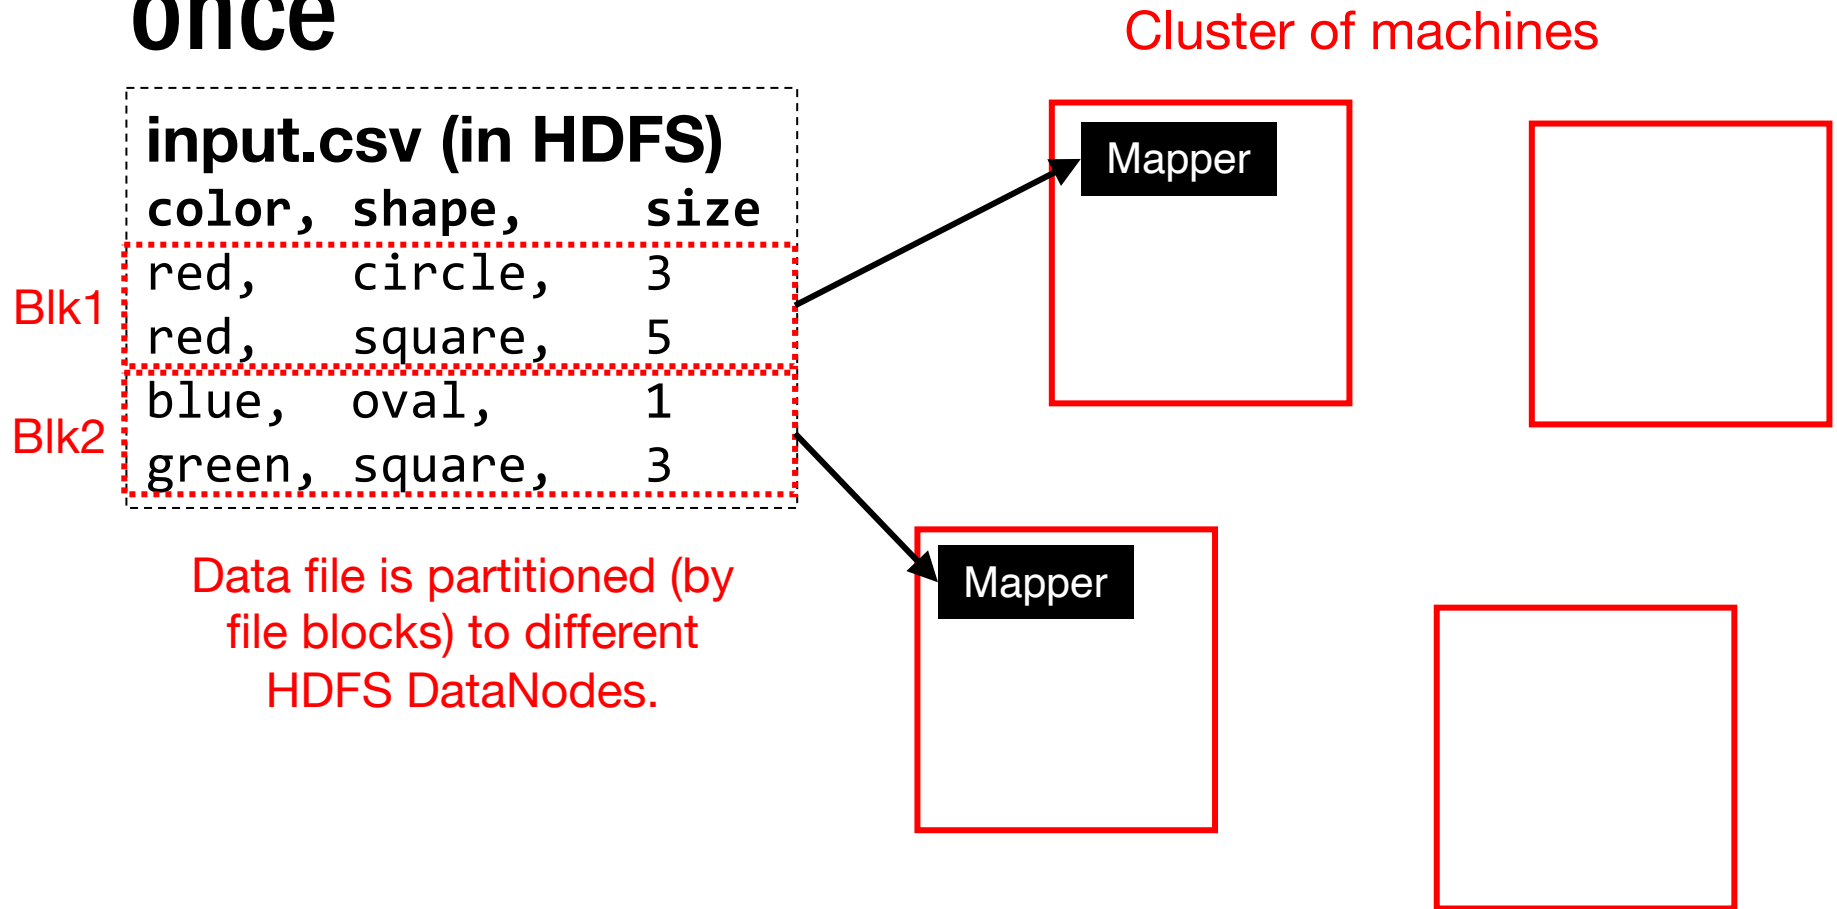 once
Cluster of machines
input.csv (in HDFS)
color, shape, size
red, circle, 3
red, square, 5
blue, oval, 1
green, square, 3
Blk1
Blk2
Data file is partitioned (by
file blocks) to different
HDFS DataNodes.
Mapper
Mapper